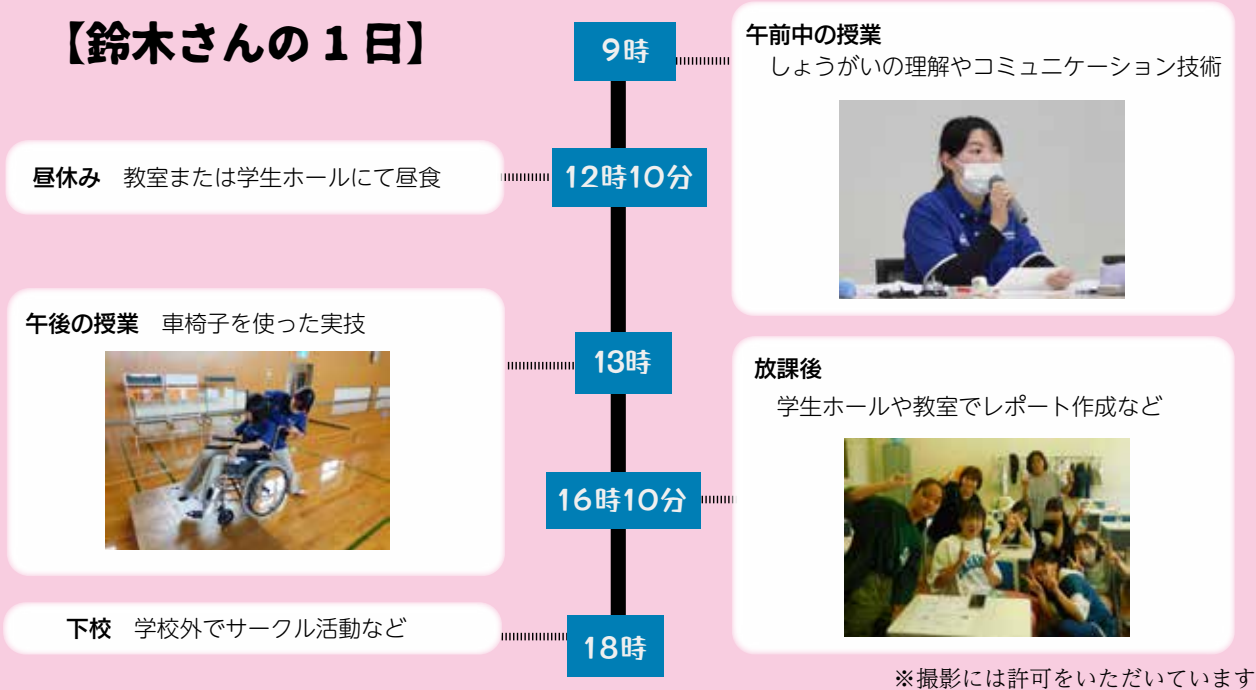 【鈴木さんの1日】
9時
午前中の授業
しょうがいの理解やコミュニケーション技術
12時10分
昼休み 教室または学生ホールにて昼食
13時
午後の授業 車椅子を使った実技
16時10分
放課後
学生ホールや教室でレポート作成など
18時
下校 学校外でサークル活動など
※撮影には許可をいただいています